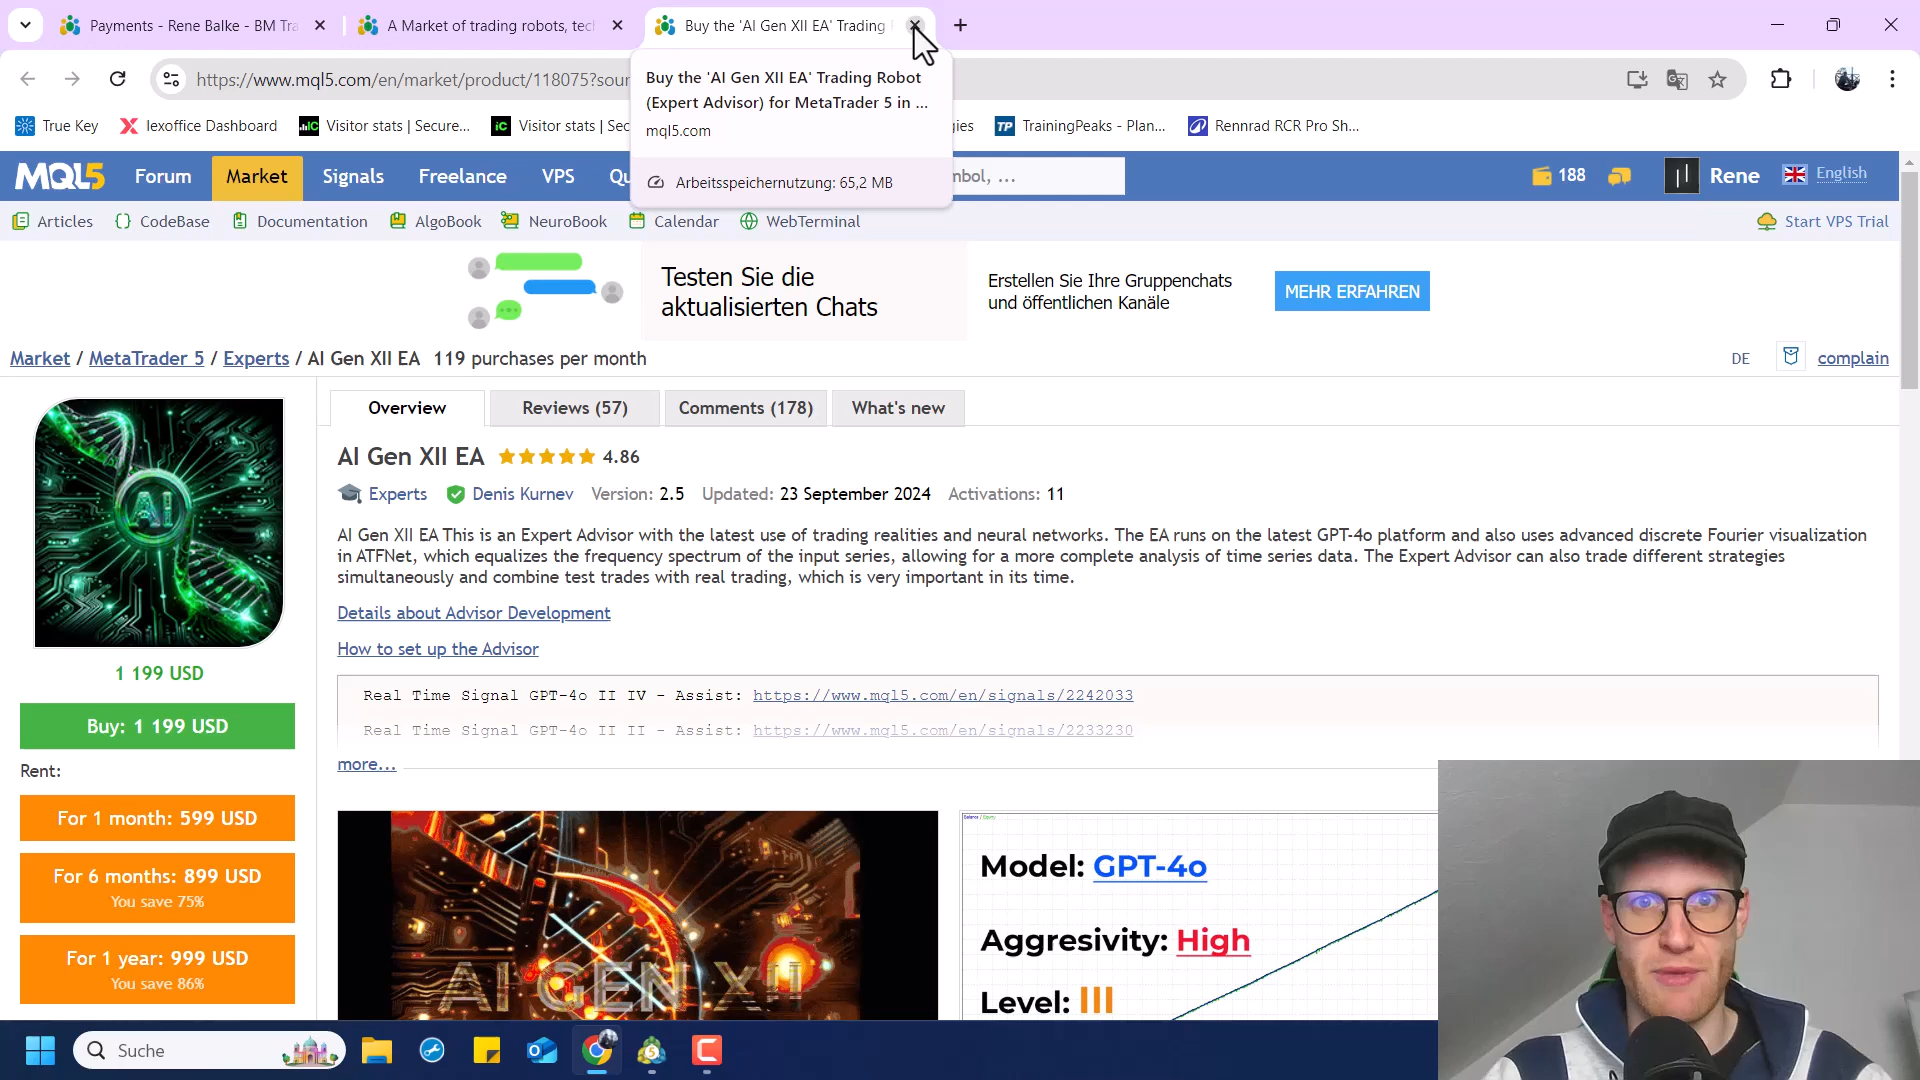 Payments - Rene Balke - BM Tra
A Market of trading robots, tec
Buy the 'AI Gen XII EA' Trading
https://www.mql5.com/en/market/product/118075?sour
Buy the 'AI Gen XII EA' Trading Robot
(Expert Advisor) for MetaTrader 5 in ...
mql5.com
Arbeitsspeichernutzung: 65,2 MB
True Key
lexoffice Dashboard
Visitor stats | Secure...
Visitor stats | Sec
ies
TrainingPeaks - Plan...
Rennrad RCR Pro Sh...
MQL5
Forum
Market
Signals
Freelance
VPS
Qu
mbol, ...
188
Rene
English
Articles
CodeBase
Documentation
AlgoBook
NeuroBook
Calendar
WebTerminal
Start VPS Trial
Testen Sie die
aktualisierten Chats
Erstellen Sie Ihre Gruppenchats
und öffentlichen Kanäle
MEHR ERFAHREN
Market / MetaTrader 5 / Experts / AI Gen XII EA 119 purchases per month
DE
complain
Overview
Reviews (57)
Comments (178)
What's new
AI Gen XII EA 4.86
Experts Denis Kurnev Version: 2.5 Updated: 23 September 2024 Activations: 11
AI Gen XII EA This is an Expert Advisor with the latest use of trading realities and neural networks. The EA runs on the latest GPT-4o platform and also uses advanced discrete Fourier visualization
in ATFNet, which equalizes the frequency spectrum of the input series, allowing for a more complete analysis of time series data. The Expert Advisor can also trade different strategies
simultaneously and combine test trades with real trading, which is very important in its time.
Details about Advisor Development
How to set up the Advisor
Real Time Signal GPT-4o II IV - Assist: https://www.mql5.com/en/signals/2242033
Real Time Signal GPT-4o II II - Assist: https://www.mql5.com/en/signals/2233230
more...
AI
1 199 USD
Buy: 1 199 USD
Rent:
For 1 month: 599 USD
For 6 months: 899 USD
You save 75%
For 1 year: 999 USD
You save 86%
AI GEN XII
Balance / Equity
Model: GPT-4o
Aggresivity: High
Level: III
Suche